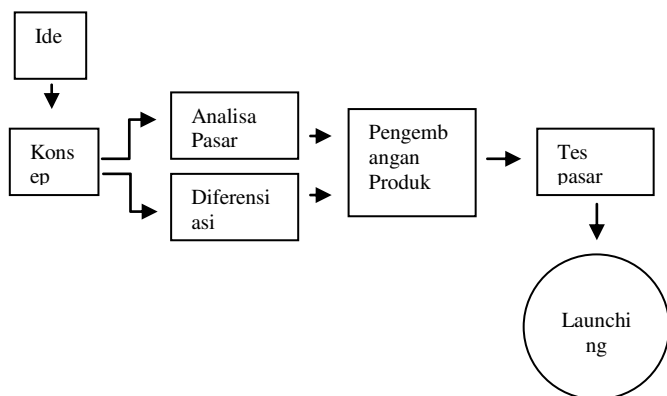 Ide
Kons
ep
Analisa
Pasar
Diferensi
asi
Pengemb
angan
Produk
Tes
pasar
Launchi
ng